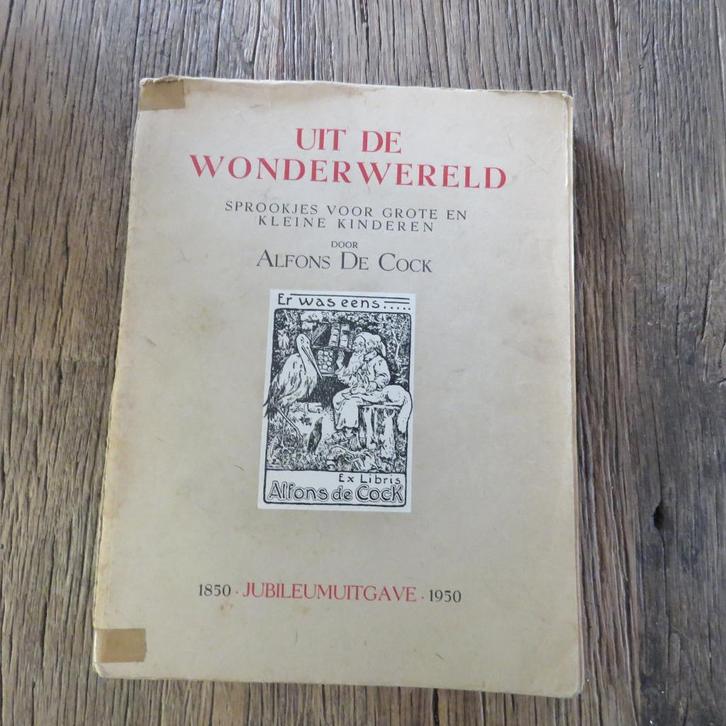 UIT DE
WONDERWERELD
SPROOKJES VOOR GROTE EN
KLEINE KINDEREN
DOOR
ALFONS DE COCK
Er was eens.....
Ex Libris
Alfons de Cock
1850 · JUBILEUMUITGAVE · 1950